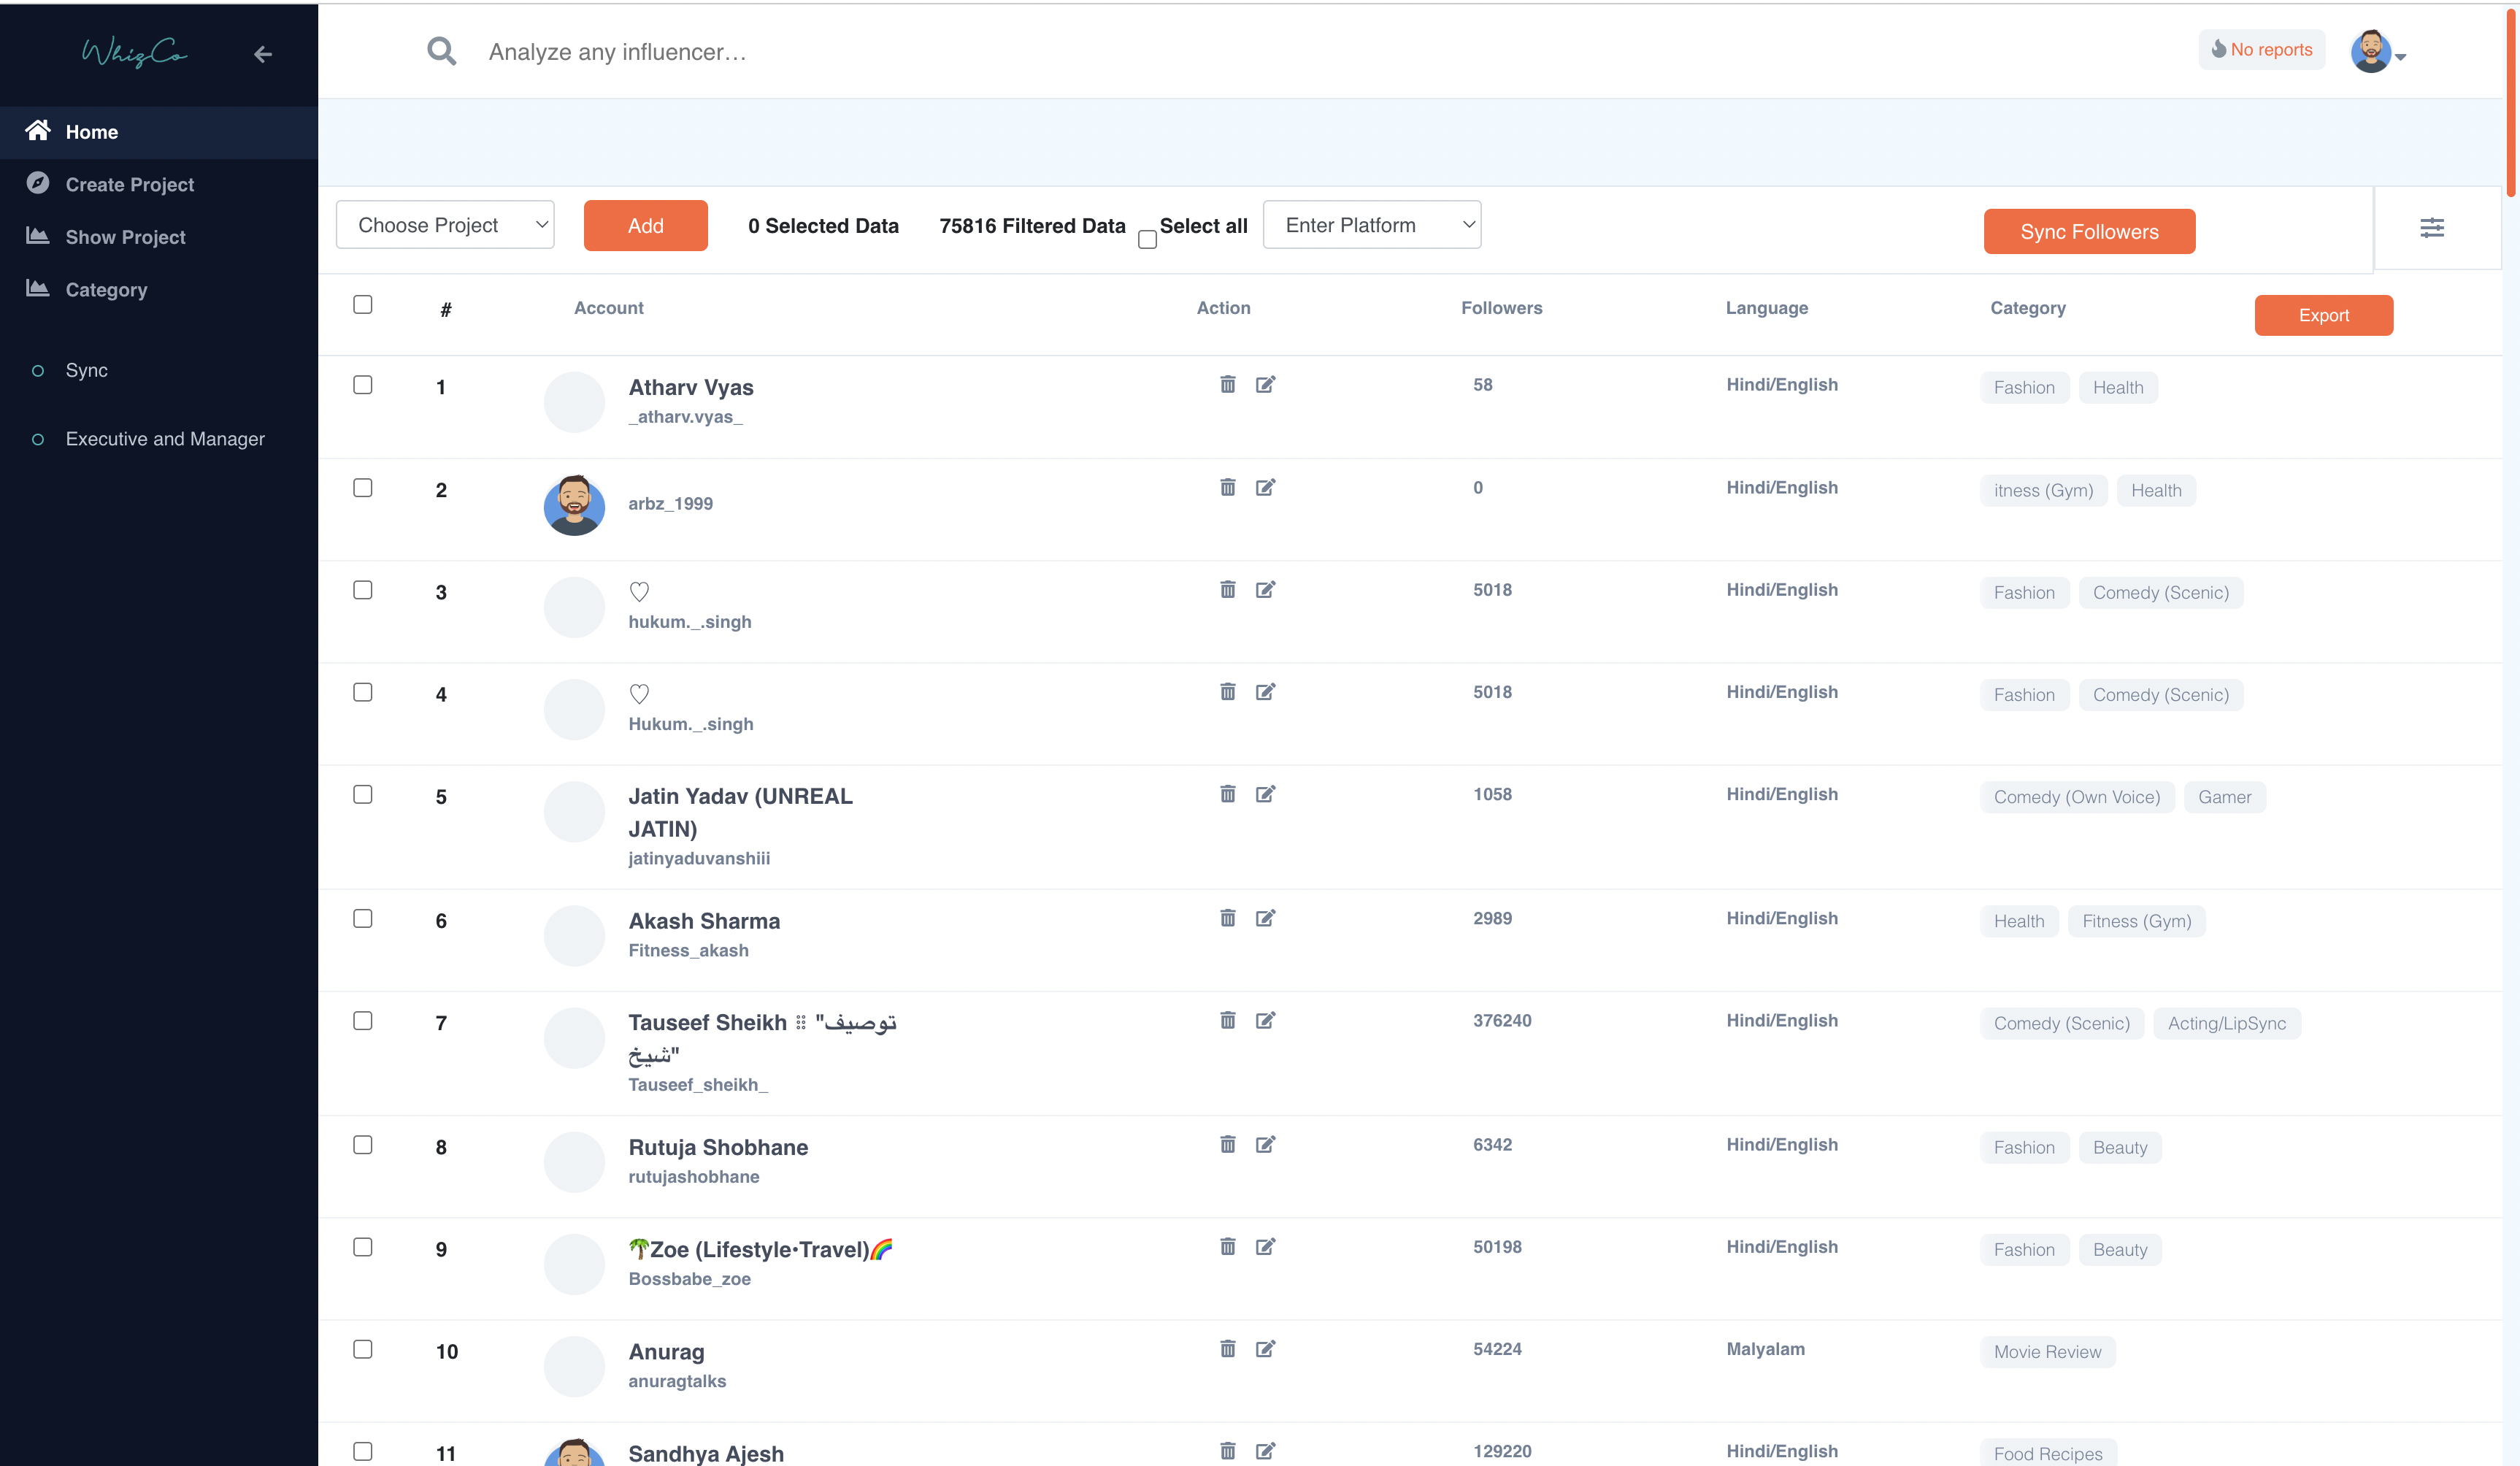 WhizCo
Analyze any influencer...
No reports
Home
Create Project
Show Project
Category
Sync
Executive and Manager
Choose Project
Add
0 Selected Data
75816 Filtered Data
Select all
Enter Platform
Sync Followers
# Account Action Followers Language Category Export
1 Atharv Vyas 58 Hindi/English Fashion Health
_atharv.vyas_
2 arbz_1999 0 Hindi/English itness (Gym) Health
3 ♡ 5018 Hindi/English Fashion Comedy (Scenic)
hukum._.singh
4 ♡ 5018 Hindi/English Fashion Comedy (Scenic)
Hukum._.singh
5 Jatin Yadav (UNREAL 1058 Hindi/English Comedy (Own Voice) Gamer
JATIN)
jatinyaduvanshiii
6 Akash Sharma 2989 Hindi/English Health Fitness (Gym)
Fitness_akash
7 Tauseef Sheikh ⠿ "توصيف 376240 Hindi/English Comedy (Scenic) Acting/LipSync
شيخ"
Tauseef_sheikh_
8 Rutuja Shobhane 6342 Hindi/English Fashion Beauty
rutujashobhane
9 🌴Zoe (Lifestyle•Travel)🌈 50198 Hindi/English Fashion Beauty
Bossbabe_zoe
10 Anurag 54224 Malyalam Movie Review
anuragtalks
11 Sandhya Ajesh 129220 Hindi/English Food Recipes